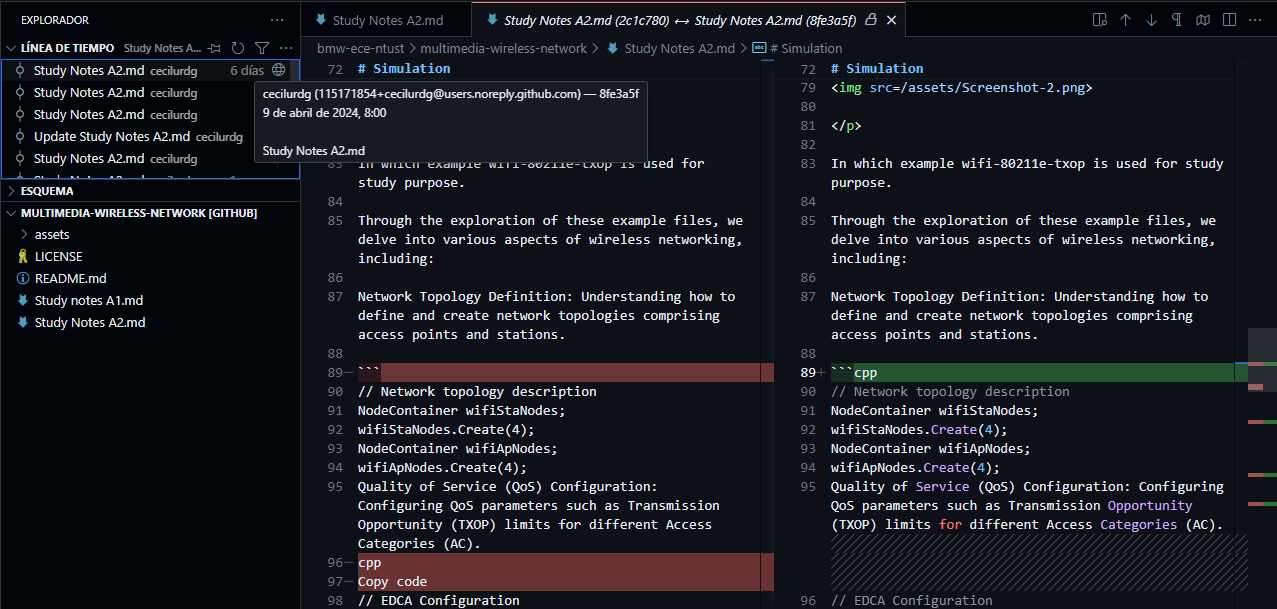 EXPLORADOR
LÍNEA DE TIEMPO Study Notes A...
Study Notes A2.md cecilurdg 6 días
Study Notes A2.md cecilurdg
Study Notes A2.md cecilurdg
Update Study Notes A2.md cecilurdg
Study Notes A2.md cecilurdg
ESQUEMA
MULTIMEDIA-WIRELESS-NETWORK [GITHUB]
assets
LICENSE
README.md
Study notes A1.md
Study Notes A2.md
cecilurdg (115171854+cecilurdg@users.noreply.github.com) — 8fe3a5f
9 de abril de 2024, 8:00
Study Notes A2.md
Study Notes A2.md
Study Notes A2.md (2c1c780) ↔ Study Notes A2.md (8fe3a5f)
bmw-ece-ntust > multimedia-wireless-network > Study Notes A2.md > # Simulation
72 # Simulation
83 In which example wifi-80211e-txop is used for
study purpose.
84
85 Through the exploration of these example files, we
delve into various aspects of wireless networking,
including:
86
87 Network Topology Definition: Understanding how to
define and create network topologies comprising
access points and stations.
88
89— ```
90 // Network topology description
91 NodeContainer wifiStaNodes;
92 wifiStaNodes.Create(4);
93 NodeContainer wifiApNodes;
94 wifiApNodes.Create(4);
95 Quality of Service (QoS) Configuration:
Configuring QoS parameters such as Transmission
Opportunity (TXOP) limits for different Access
Categories (AC).
96— cpp
97— Copy code
98 // EDCA Configuration
72 # Simulation
79 <img src=/assets/Screenshot-2.png>
80
81 </p>
82
83 In which example wifi-80211e-txop is used for study
purpose.
84
85 Through the exploration of these example files, we
delve into various aspects of wireless networking,
including:
86
87 Network Topology Definition: Understanding how to
define and create network topologies comprising
access points and stations.
88
89+ ```cpp
90 // Network topology description
91 NodeContainer wifiStaNodes;
92 wifiStaNodes.Create(4);
93 NodeContainer wifiApNodes;
94 wifiApNodes.Create(4);
95 Quality of Service (QoS) Configuration: Configuring
QoS parameters such as Transmission Opportunity
(TXOP) limits for different Access Categories (AC).
96 // EDCA Configuration